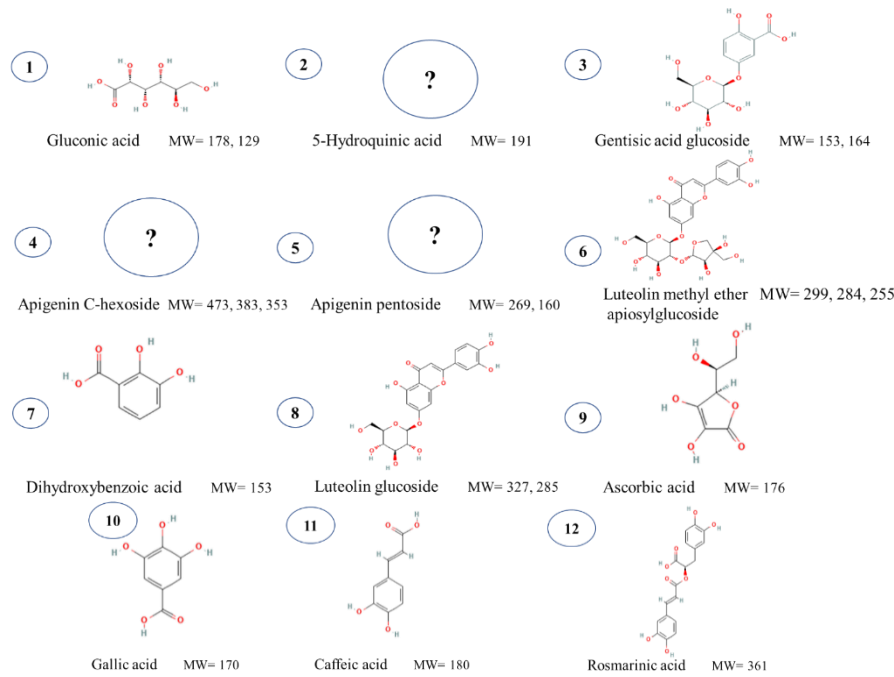 1
2
?
3
Gluconic acid MW= 178, 129
5-Hydroquinic acid MW= 191
Gentisic acid glucoside MW= 153, 164
4
?
5
?
6
Apigenin C-hexoside MW= 473, 383, 353
Apigenin pentoside MW= 269, 160
Luteolin methyl ether MW= 299, 284, 255
apiosylglucoside
7
8
9
Dihydroxybenzoic acid MW= 153
Luteolin glucoside MW= 327, 285
Ascorbic acid MW= 176
10
11
12
Gallic acid MW= 170
Caffeic acid MW= 180
Rosmarinic acid MW= 361